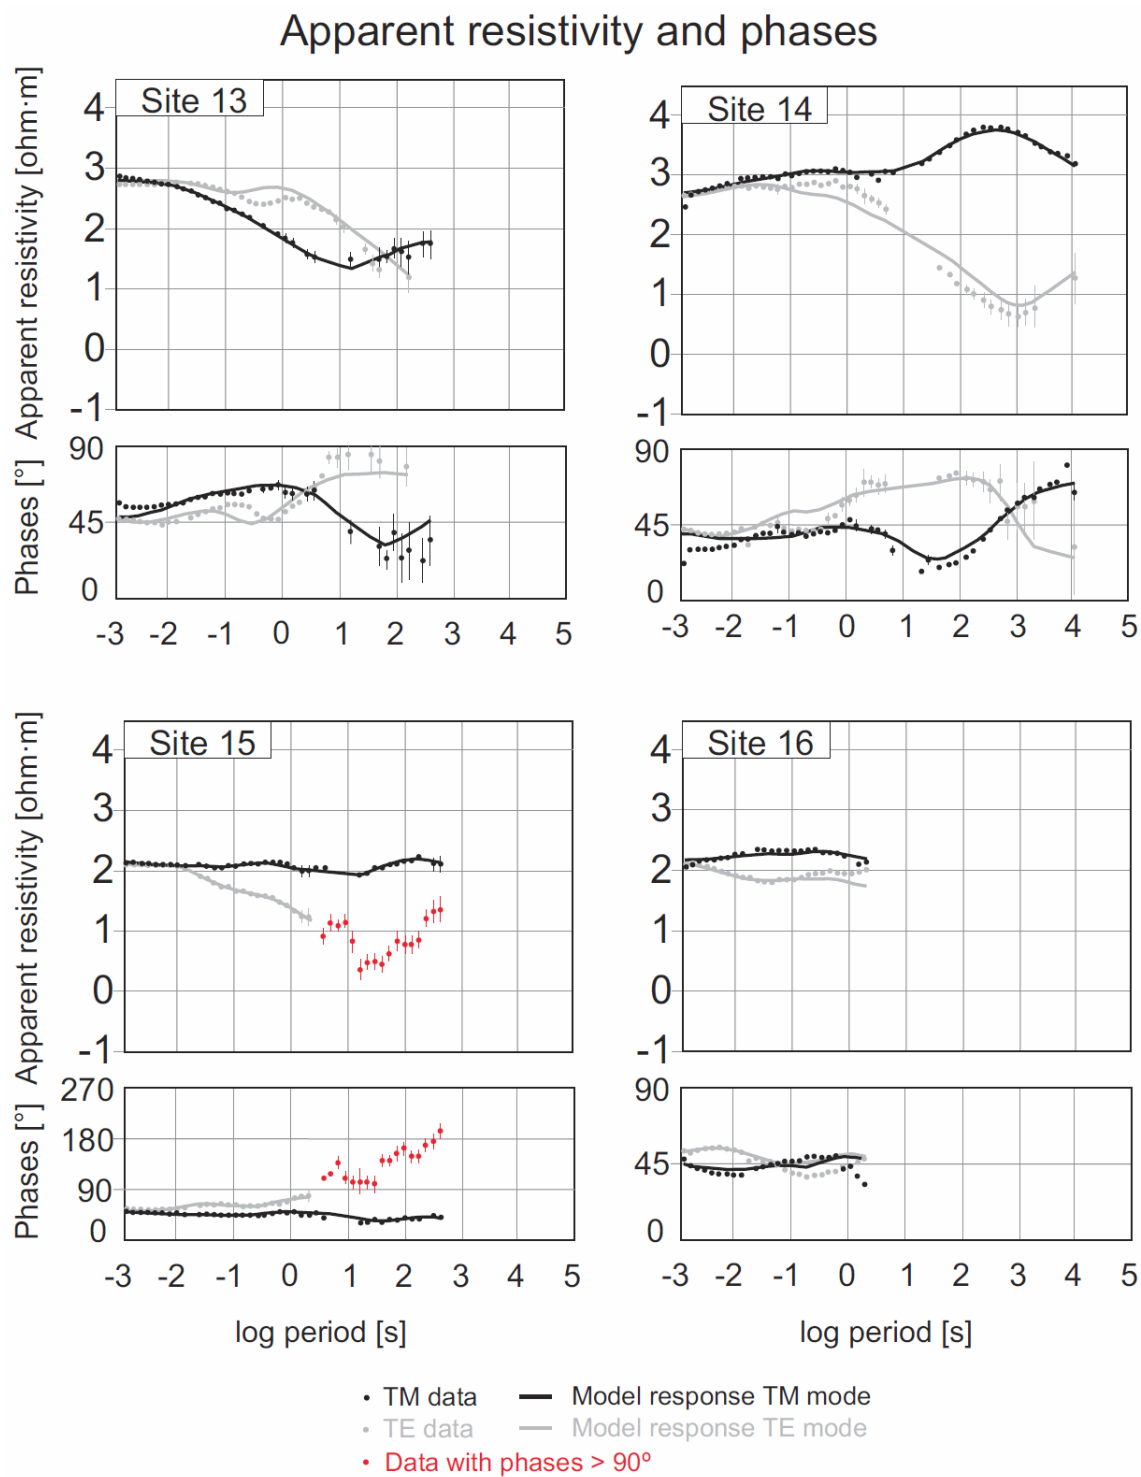 Apparent resistivity and phases
Apparent resistivity [ohm·m]
Site 13
4
3
2
1
0
-1
Phases [°]
90
45
0
-3 -2 -1 0 1 2 3 4 5
Site 14
4
3
2
1
0
-1
90
45
0
-3 -2 -1 0 1 2 3 4 5
Apparent resistivity [ohm·m]
Site 15
4
3
2
1
0
-1
Phases [°]
270
180
90
0
-3 -2 -1 0 1 2 3 4 5
log period [s]
Site 16
4
3
2
1
0
-1
90
45
0
-3 -2 -1 0 1 2 3 4 5
log period [s]
TM data
Model response TM mode
TE data
Model response TE mode
Data with phases > 90º